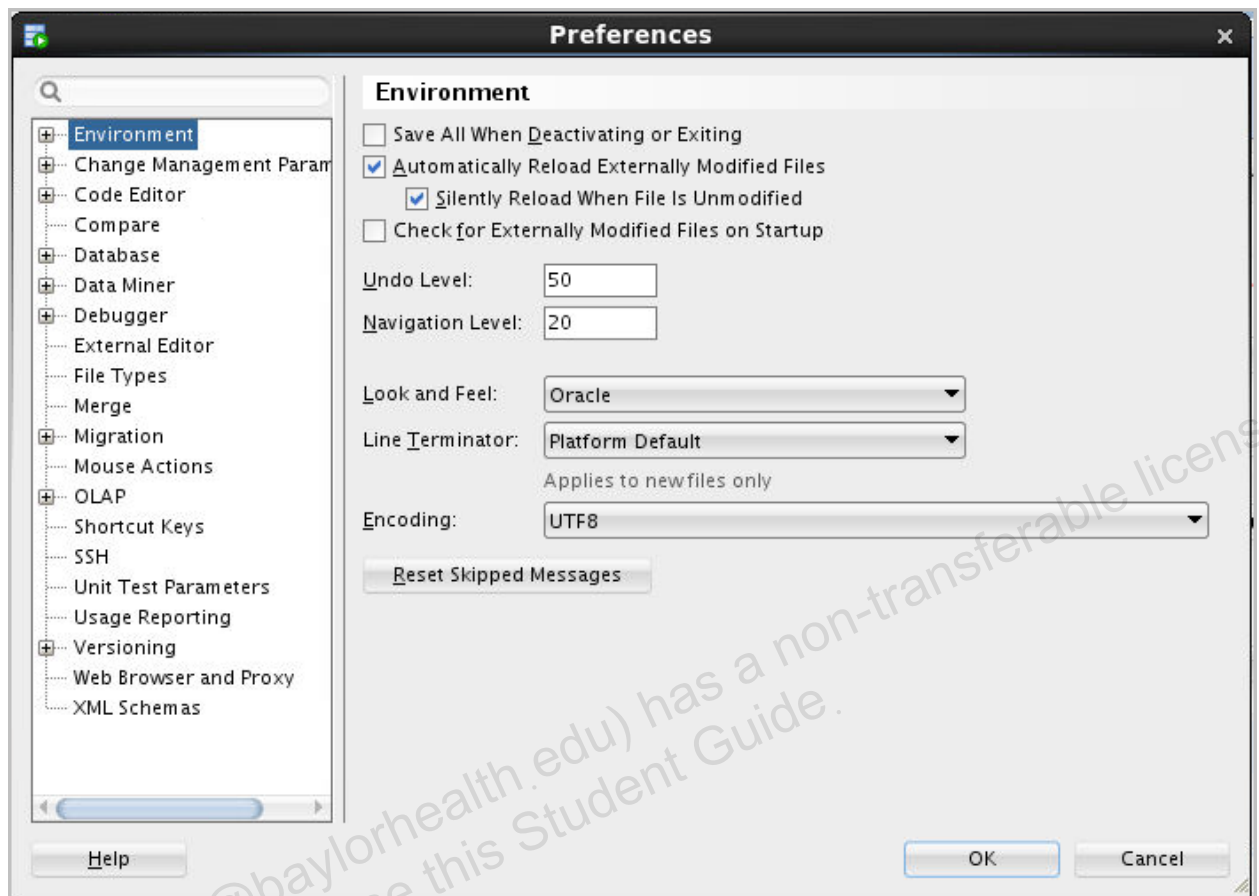 Preferences
Environment
Change Management Param
Code Editor
Compare
Database
Data Miner
Debugger
External Editor
File Types
Merge
Migration
Mouse Actions
OLAP
Shortcut Keys
SSH
Unit Test Parameters
Usage Reporting
Versioning
Web Browser and Proxy
XML Schemas
Help
Environment
Save All When Deactivating or Exiting
Automatically Reload Externally Modified Files
Silently Reload When File Is Unmodified
Check for Externally Modified Files on Startup
Undo Level: 50
Navigation Level: 20
Look and Feel: Oracle
Line Terminator: Platform Default
Applies to new files only
Encoding: UTF8
Reset Skipped Messages
OK Cancel
@baylorhealth.edu) has a non-transferable licens
this Student Guide.